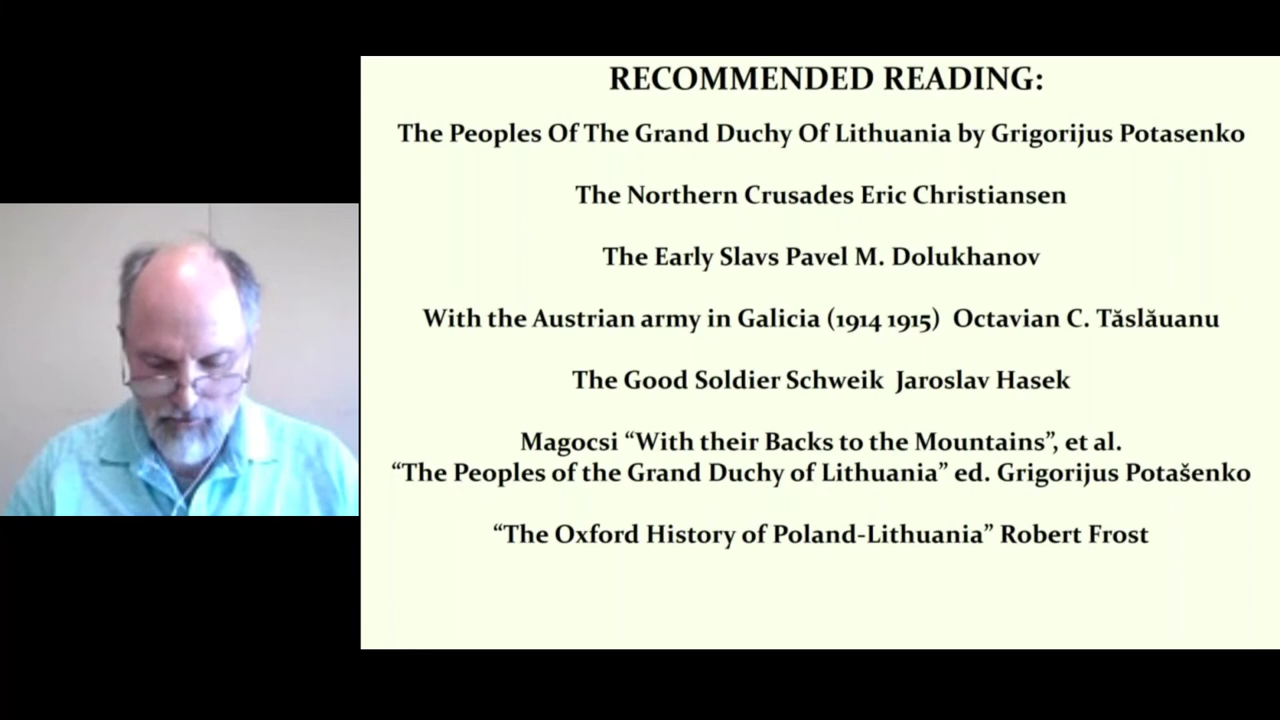 RECOMMENDED READING:
The Peoples Of The Grand Duchy Of Lithuania by Grigorijus Potasenko
The Northern Crusades Eric Christiansen
The Early Slavs Pavel M. Dolukhanov
With the Austrian army in Galicia (1914 1915)  Octavian C. Tăslăuanu
The Good Soldier Schweik  Jaroslav Hasek
Magocsi “With their Backs to the Mountains”, et al.
“The Peoples of the Grand Duchy of Lithuania” ed. Grigorijus Potašenko
“The Oxford History of Poland-Lithuania” Robert Frost